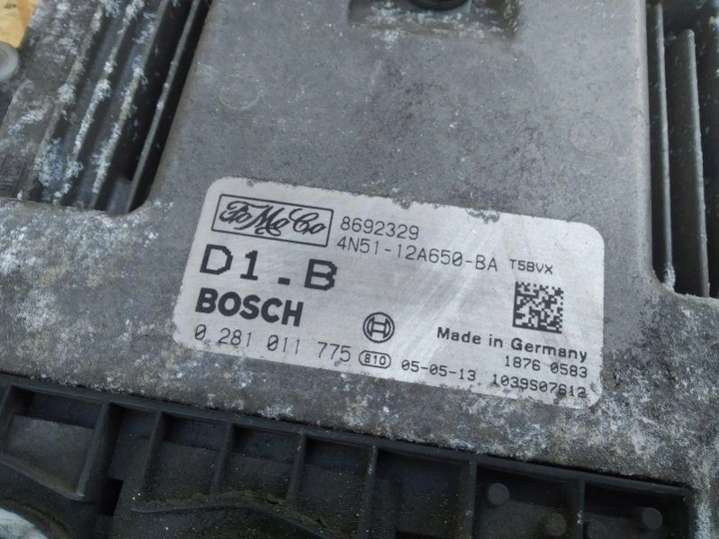 FoMoCo 8692329
4N51-12A650-BA T5BVX
D1.B
BOSCH
Made in Germany
0 281 011 775 810 05-05-13
1876 0583
1039S07612